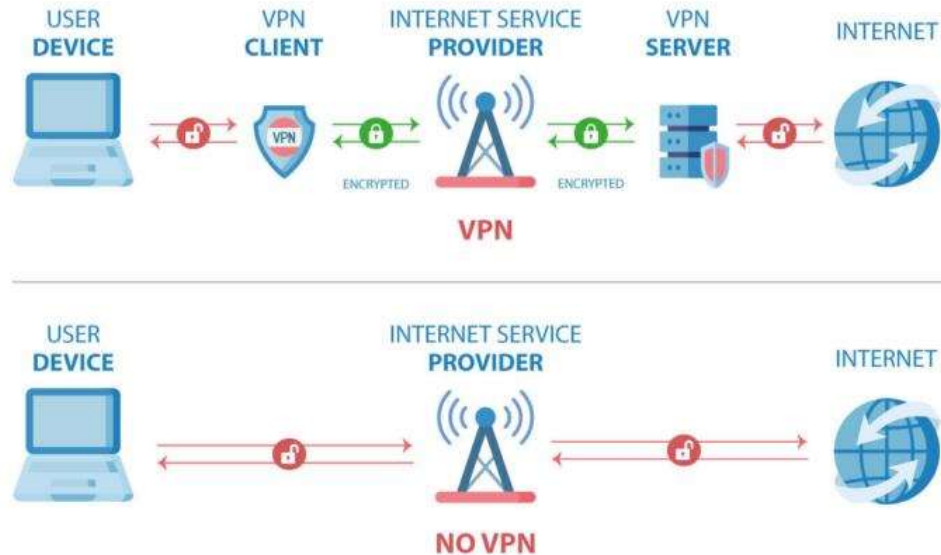 USER
DEVICE
VPN
CLIENT
INTERNET SERVICE
PROVIDER
VPN
SERVER
INTERNET
VPN
ENCRYPTED
ENCRYPTED
VPN
USER
DEVICE
INTERNET SERVICE
PROVIDER
INTERNET
NO VPN